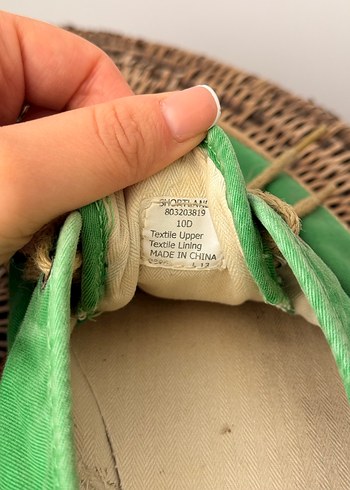 SHORTLAND
803203819
10D
Textile Upper
Textile Lining
MADE IN CHINA